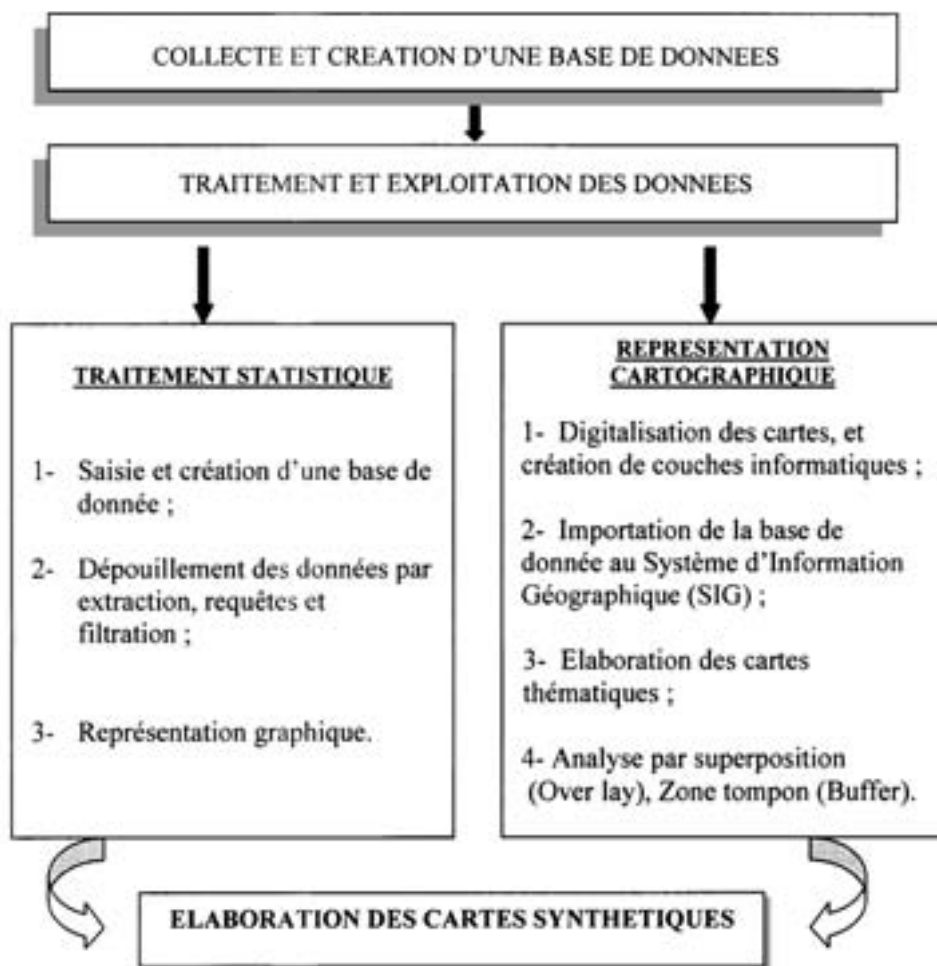 COLLECTE ET CREATION D'UNE BASE DE DONNEES
TRAITEMENT ET EXPLOITATION DES DONNEES
TRAITEMENT STATISTIQUE
1- Saisie et création d'une base de
donnée ;
2- Dépouillement des données par
extraction, requêtes et
filtration ;
3- Représentation graphique.
REPRESENTATION
CARTOGRAPHIQUE
1- Digitalisation des cartes, et
création de couches informatiques ;
2- Importation de la base de
donnée au Système d'Information
Géographique (SIG) ;
3- Elaboration des cartes
thématiques ;
4- Analyse par superposition
(Over lay), Zone tompon (Buffer).
ELABORATION DES CARTES SYNTHETIQUES